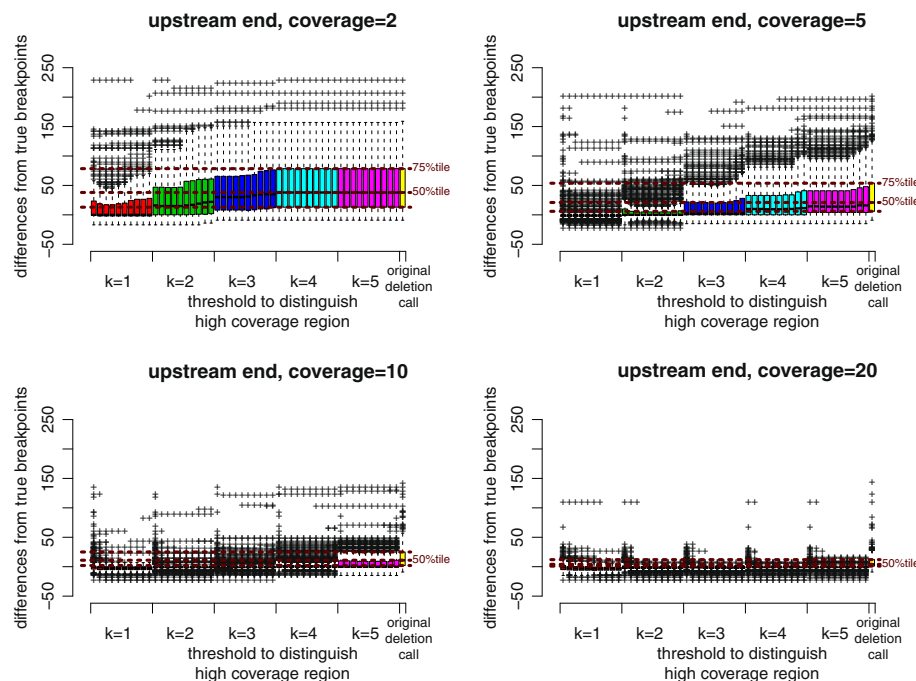 upstream end, coverage=2
differences from true breakpoints
250
150
50
−50
75%tile
50%tile
k=1 k=2 k=3 k=4 k=5
original
deletion
call
threshold to distinguish
high coverage region
upstream end, coverage=5
differences from true breakpoints
250
150
50
−50
75%tile
50%tile
k=1 k=2 k=3 k=4 k=5
original
deletion
call
threshold to distinguish
high coverage region
upstream end, coverage=10
differences from true breakpoints
250
150
50
−50
50%tile
k=1 k=2 k=3 k=4 k=5
original
deletion
call
threshold to distinguish
high coverage region
upstream end, coverage=20
differences from true breakpoints
250
150
50
−50
50%tile
k=1 k=2 k=3 k=4 k=5
original
deletion
call
threshold to distinguish
high coverage region